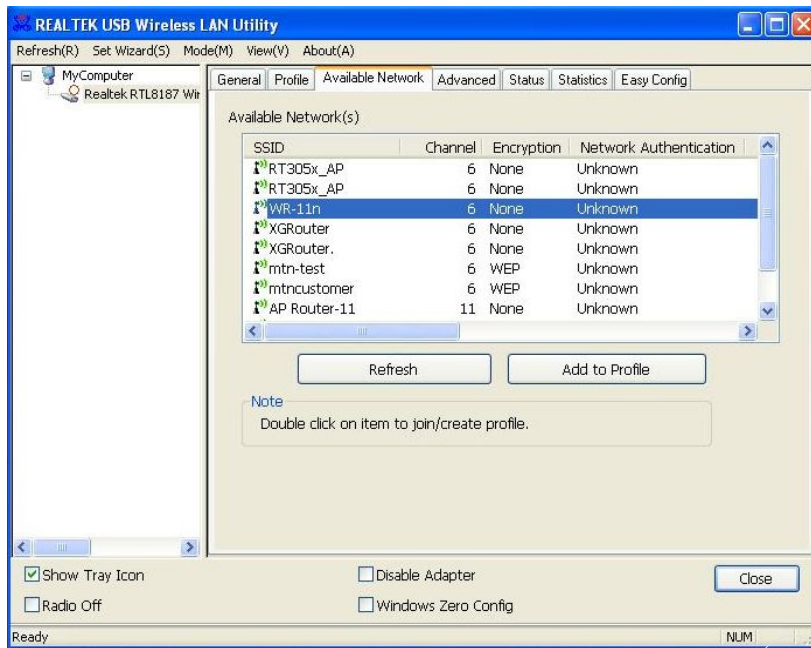 REALTEK USB Wireless LAN Utility
Refresh(R) Set Wizard(S) Mode(M) View(V) About(A)
MyComputer
Realtek RTL8187 Wir
General Profile Available Network Advanced Status Statistics Easy Config
Available Network(s)
SSID Channel Encryption Network Authentication
RT305x_AP 6 None Unknown
RT305x_AP 6 None Unknown
WR-11n 6 None Unknown
XGRouter 6 None Unknown
XGRouter. 6 None Unknown
mtn-test 6 WEP Unknown
mtncustomer 6 WEP Unknown
AP Router-11 11 None Unknown
Refresh Add to Profile
Note
Double click on item to join/create profile.
Show Tray Icon Disable Adapter Close
Radio Off Windows Zero Config
Ready NUM